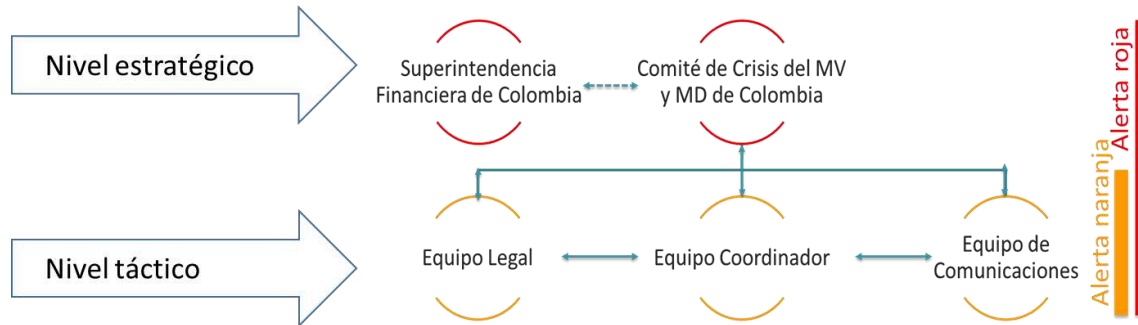 Nivel estratégico
Superintendencia
Financiera de Colombia
Comité de Crisis del MV
y MD de Colombia
Alerta roja
Alerta naranja
Nivel táctico
Equipo Legal
Equipo Coordinador
Equipo de
Comunicaciones